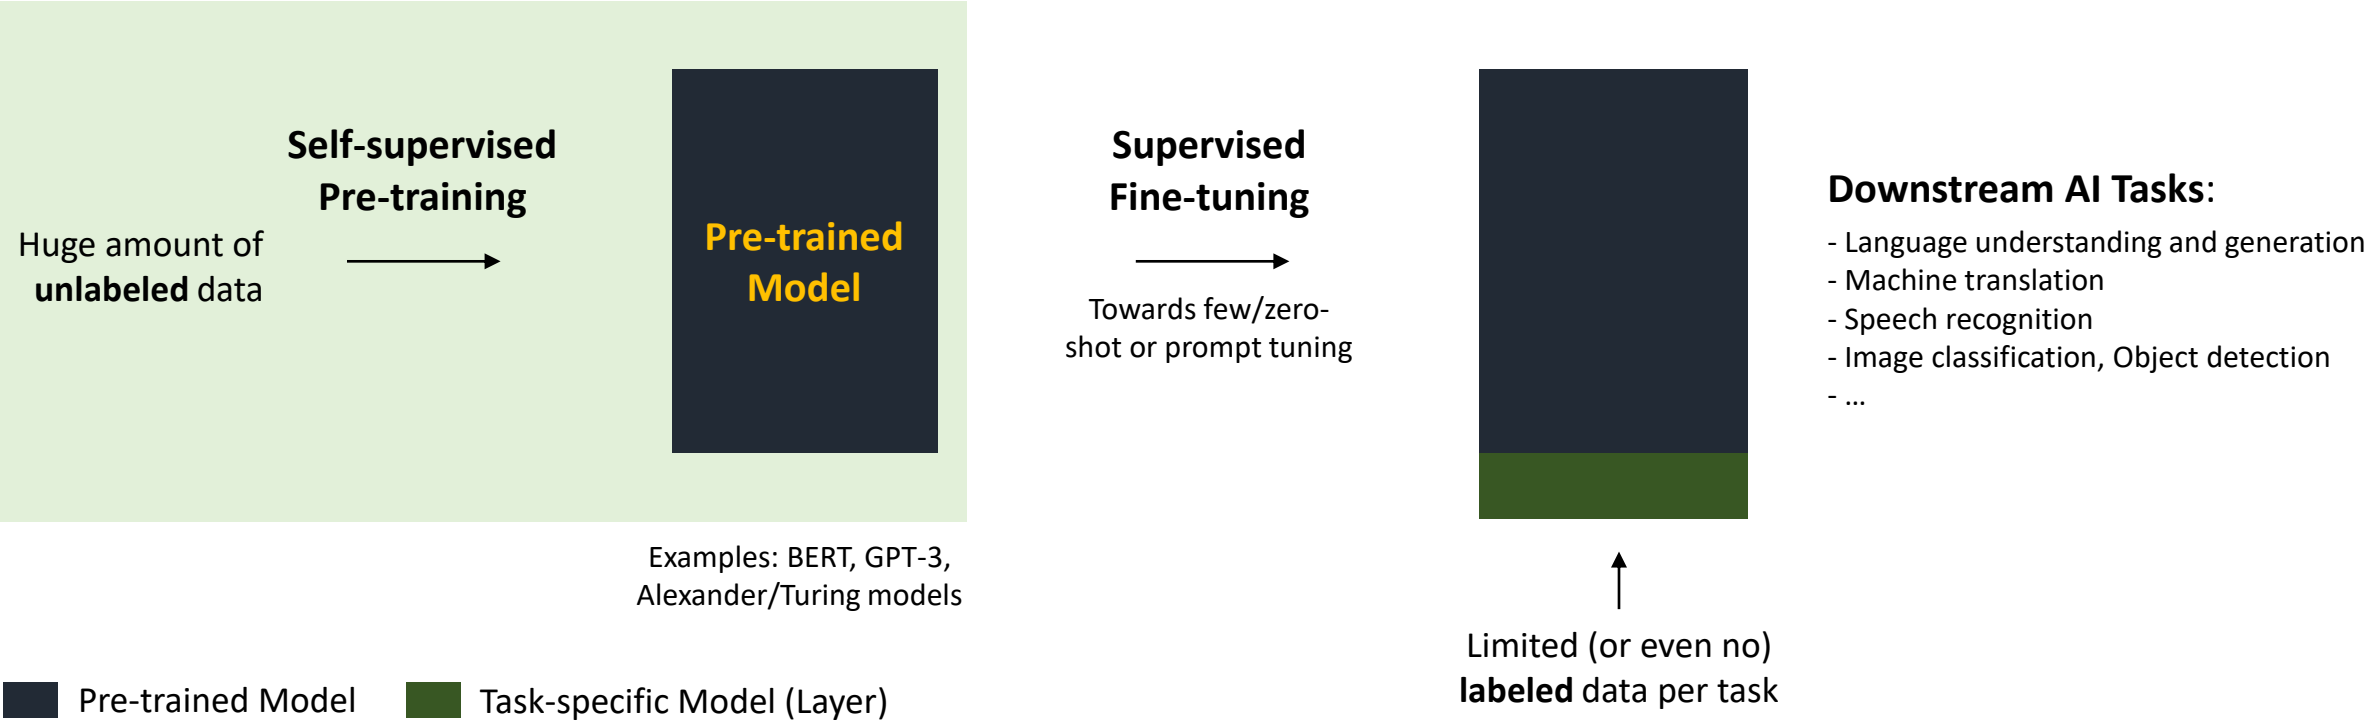 Huge amount of
unlabeled data
Self-supervised
Pre-training
Pre-trained
Model
Examples: BERT, GPT-3,
Alexander/Turing models
Supervised
Fine-tuning
Towards few/zero-
shot or prompt tuning
Limited (or even no)
labeled data per task
Downstream AI Tasks:
- Language understanding and generation
- Machine translation
- Speech recognition
- Image classification, Object detection
- ...
Pre-trained Model
Task-specific Model (Layer)